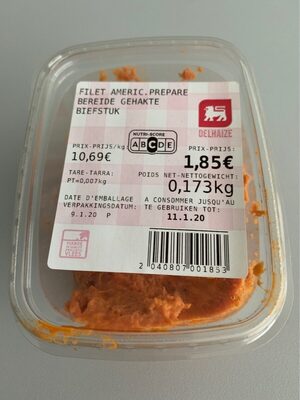 FILET AMERIC.PREPARE
BEREIDE GEHAKTE
BIEFSTUK
DELHAIZE
NUTRI-SCORE
A B C D E
PRIX-PRIJS/kg
10,69€
PRIX-PRIJS:
1,85€
TARE-TARRA:
PT=0,007kg
POIDS NET-NETTOGEWICHT:
0,173kg
DATE D'EMBALLAGE
VERPAKKINGSDATUM:
9.1.20 P
A CONSOMMER JUSQU'AU
TE GEBRUIKEN TOT:
11.1.20
VIANDE
VLEES
2 040807 001853